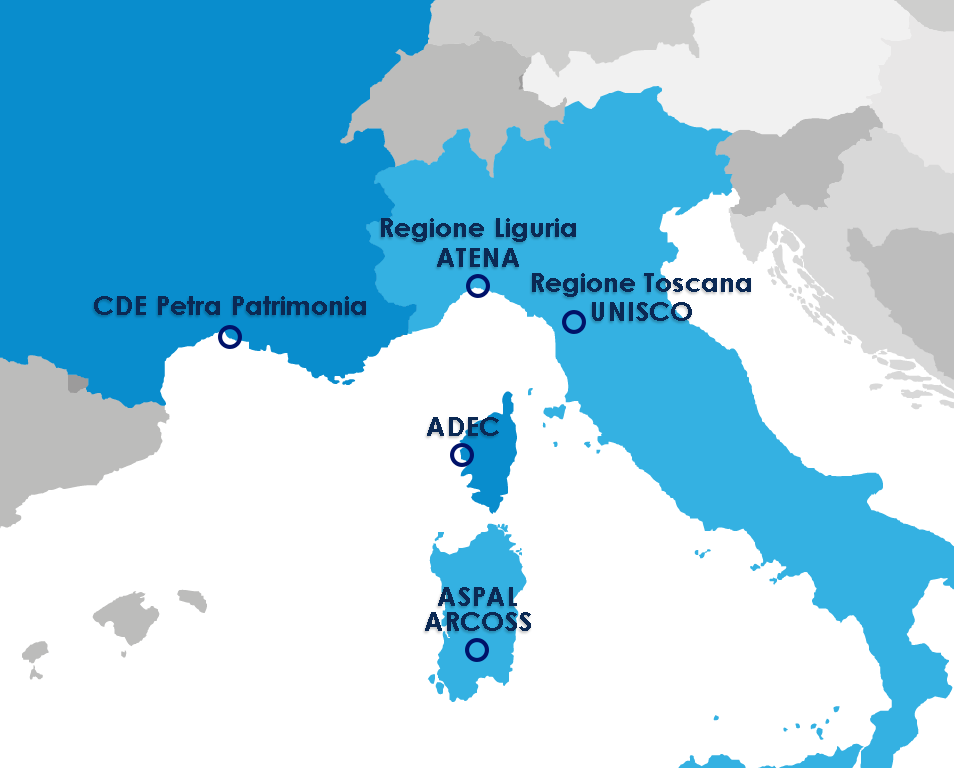 Regione Liguria
ATENA
Regione Toscana
UNISCO
CDE Petra Patrimonia
ADEC
ASPAL
ARCOSS